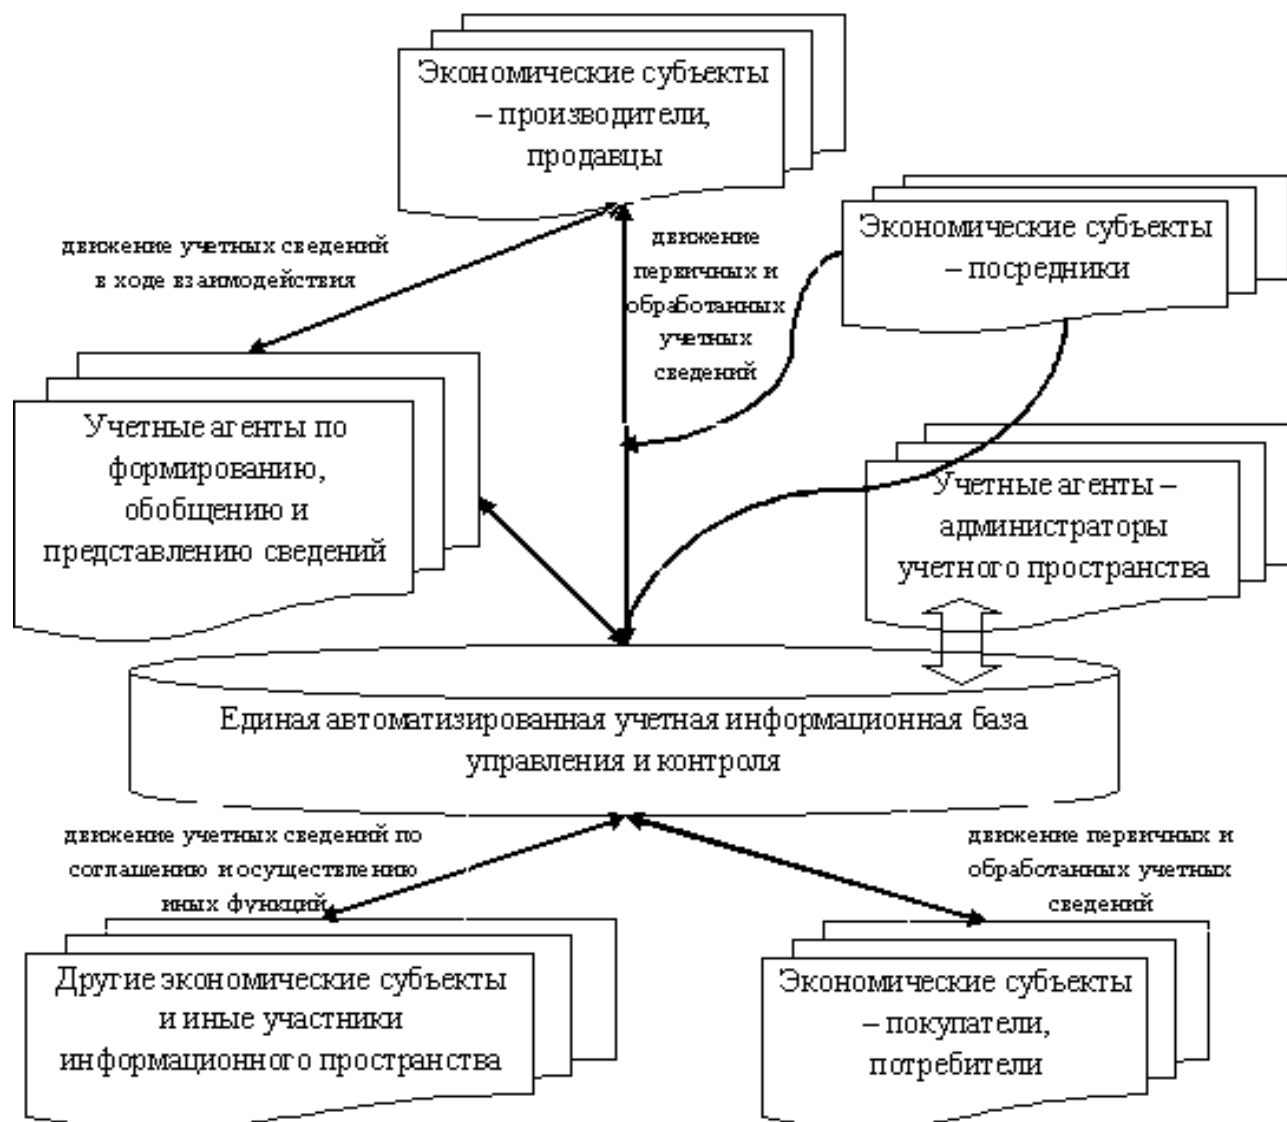 Экономические субъекты
– производители,
продавцы
движение учетных сведений
в ходе взаимодействия
движение
первичных и
обработанных
учетных
сведений
Экономические субъекты
– посредники
Учетные агенты по
формированию,
обобщению и
представлению сведений
Учетные агенты –
администраторы
учетного пространства
Единая автоматизированная учетная информационная база
управления и контроля
движение учетных сведений по
соглашению и осуществлению
иных функций
движение первичных и
обработанных учетных
сведений
Другие экономические субъекты
и иные участники
информационного пространства
Экономические субъекты
– покупатели,
потребители